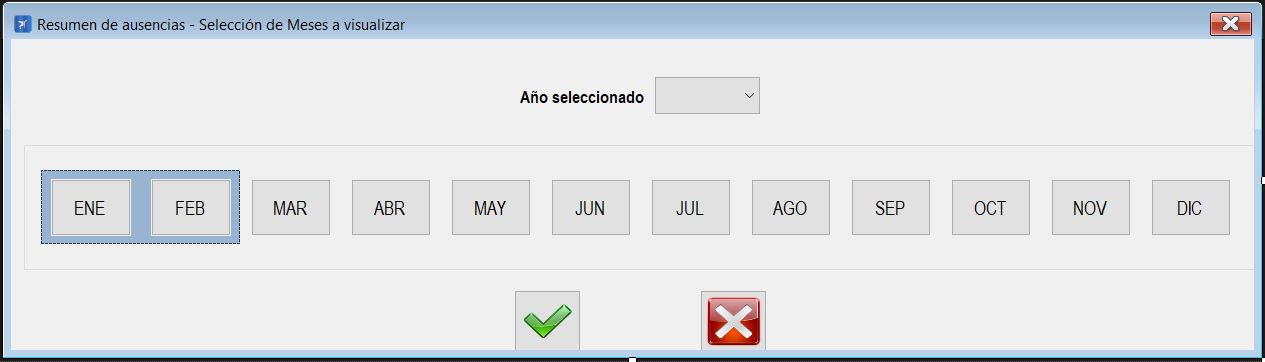 Resumen de ausencias - Selección de Meses a visualizar
Año seleccionado
ENE FEB MAR ABR MAY JUN JUL AGO SEP OCT NOV DIC